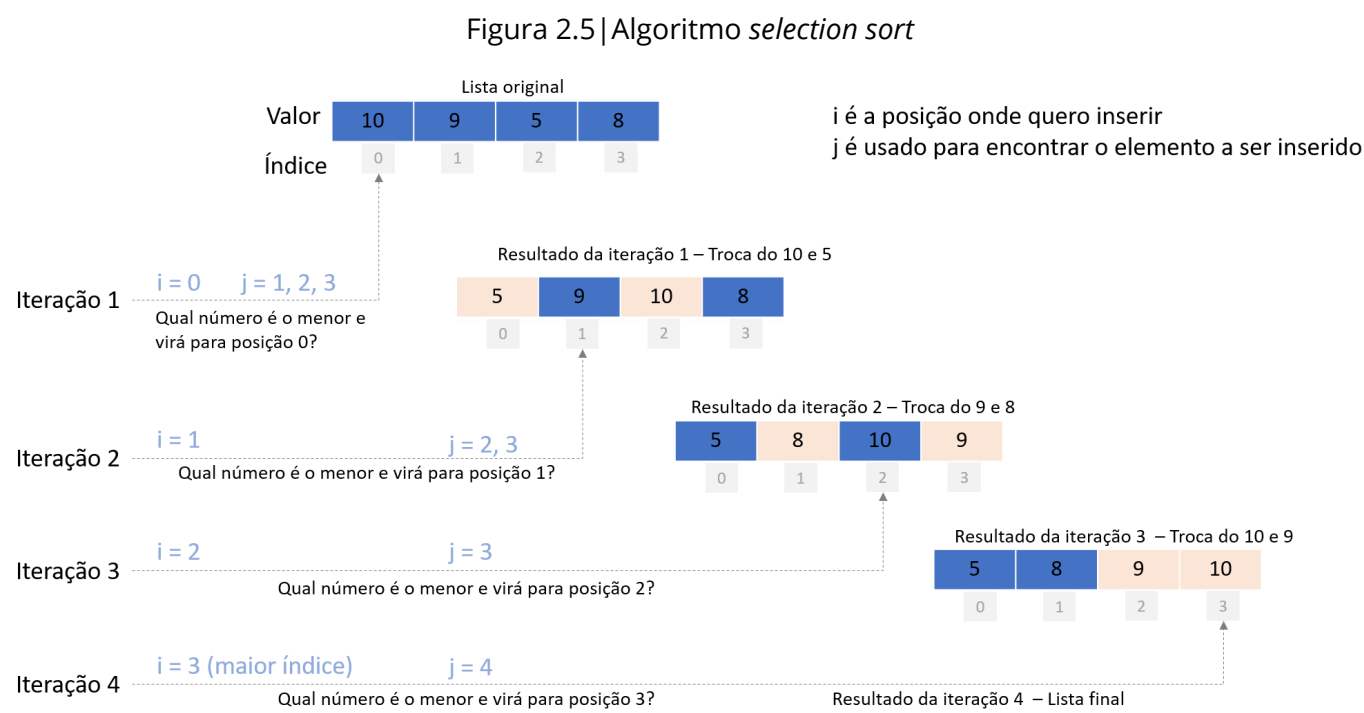 Figura 2.5|Algoritmo selection sort
Lista original
Valor 10 9 5 8
Índice 0 1 2 3
i é a posição onde quero inserir
j é usado para encontrar o elemento a ser inserido
Resultado da iteração 1 – Troca do 10 e 5
Iteração 1 i = 0 j = 1, 2, 3
5 9 10 8
0 1 2 3
Qual número é o menor e
virá para posição 0?
Resultado da iteração 2 – Troca do 9 e 8
5 8 10 9
0 1 2 3
Iteração 2 i = 1 j = 2, 3
Qual número é o menor e virá para posição 1?
Resultado da iteração 3 – Troca do 10 e 9
5 8 9 10
0 1 2 3
Iteração 3 i = 2 j = 3
Qual número é o menor e virá para posição 2?
Iteração 4 i = 3 (maior índice) j = 4
Qual número é o menor e virá para posição 3?
Resultado da iteração 4 – Lista final